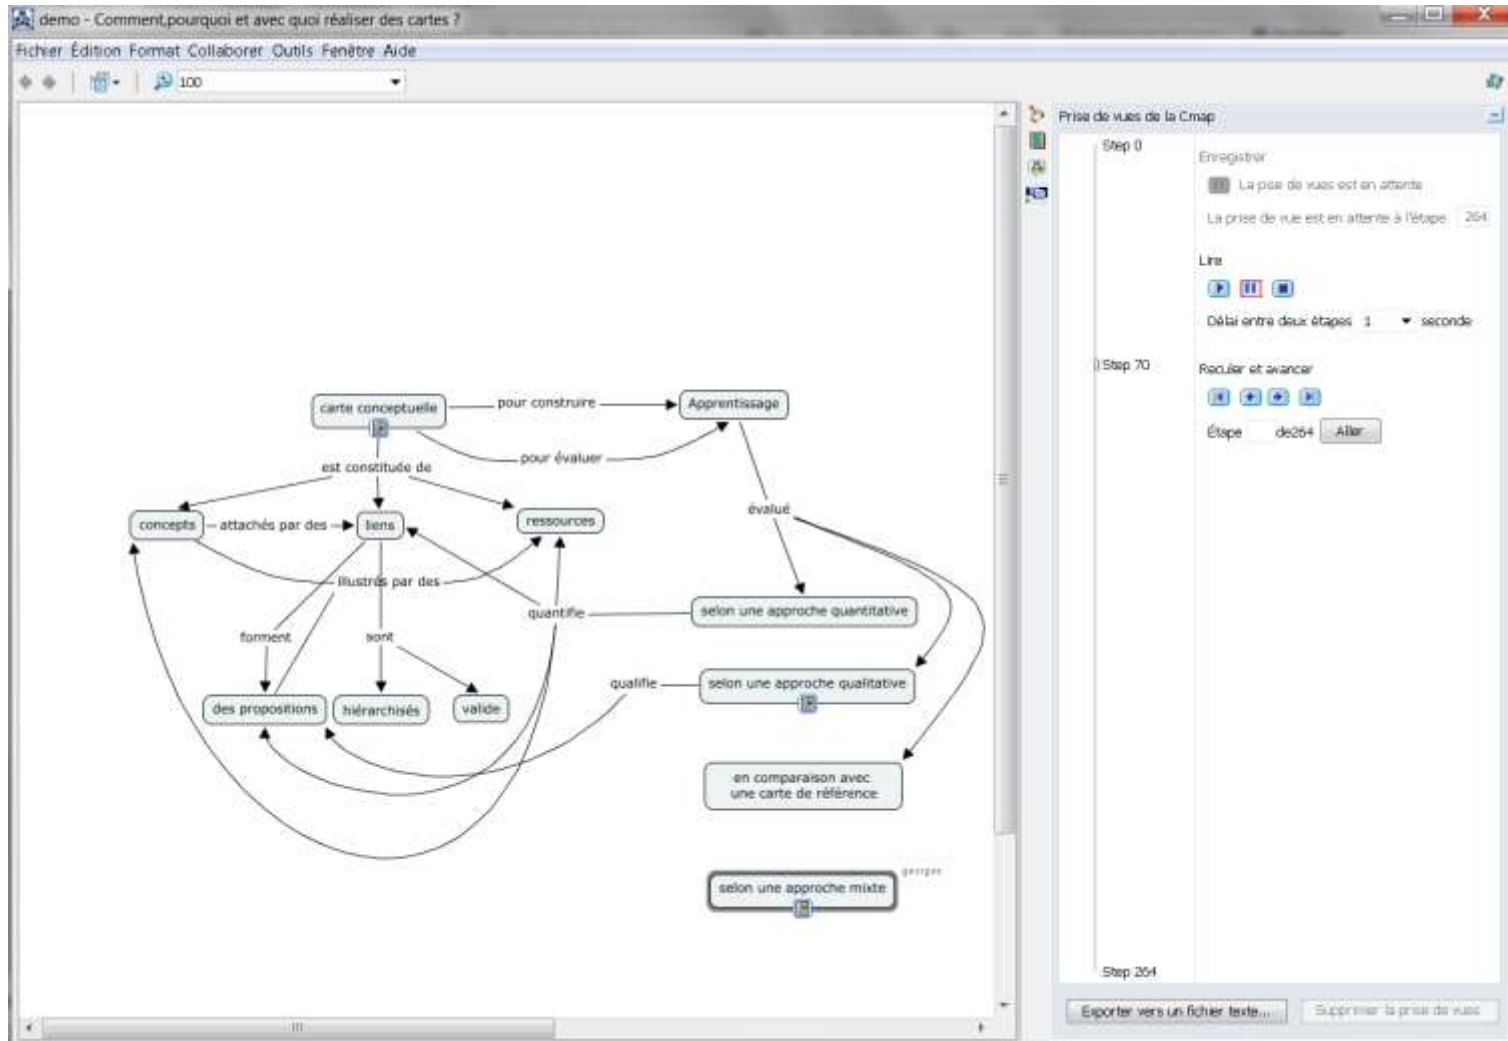 demo - Comment,pourquoi et avec quoi réaliser des cartes ?
Fichier Édition Format Collaborer Outils Fenêtre Aide
100
carte conceptuelle
pour construire
Apprentissage
pour évaluer
est constituée de
concepts
attachés par des
liens
ressources
évalué
illustrés par des
quantifie
selon une approche quantitative
forment
sont
qualifie
selon une approche qualitative
des propositions
hiérarchisés
valide
en comparaison avec
une carte de référence
georges
selon une approche mixte
Prise de vues de la Cmap
Step 0
Enregistrer
La pise de vues est en attente
La prise de vue est en attente à l'étape 264
Lire
Délai entre deux étapes 1 seconde
Step 70
Reculer et avancer
Étape de264 Aller
Step 264
Exporter vers un fichier texte...
Supprimer la prise de vues